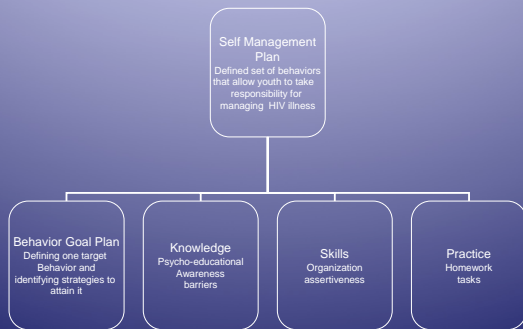 Self Management
Plan
Defined set of behaviors
that allow youth to take
responsibility for
managing HIV illness
Behavior Goal Plan
Defining one target
Behavior and
identifying strategies to
attain it
Knowledge
Psycho-educational
Awareness
barriers
Skills
Organization
assertiveness
Practice
Homework
tasks